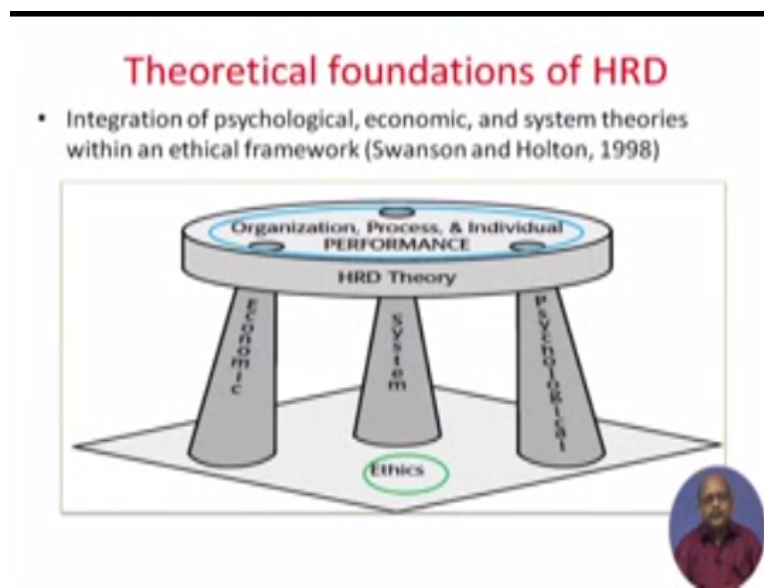 Theoretical foundations of HRD
• Integration of psychological, economic, and system theories
within an ethical framework (Swanson and Holton, 1998)
Organization, Process, & Individual
PERFORMANCE
HRD Theory
Economic
System
Psychological
Ethics